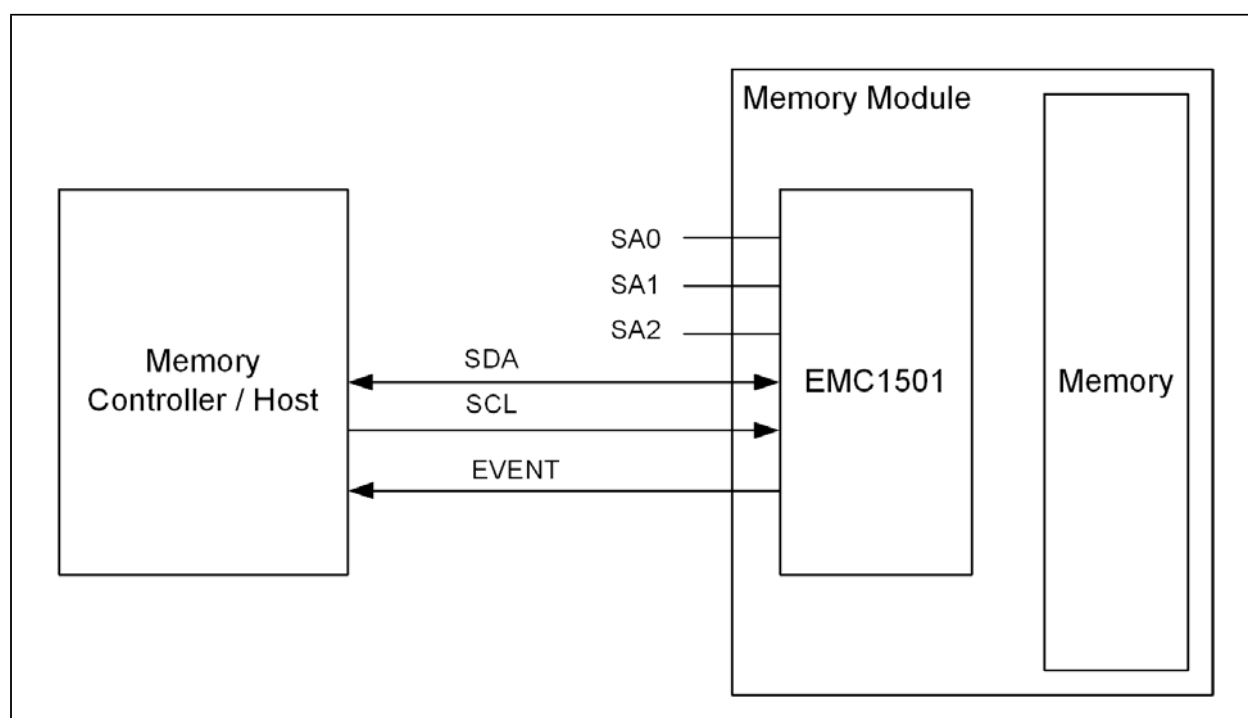 Memory Module
SA0
SA1
SA2
SDA
SCL
EVENT
Memory
Controller / Host
EMC1501
Memory